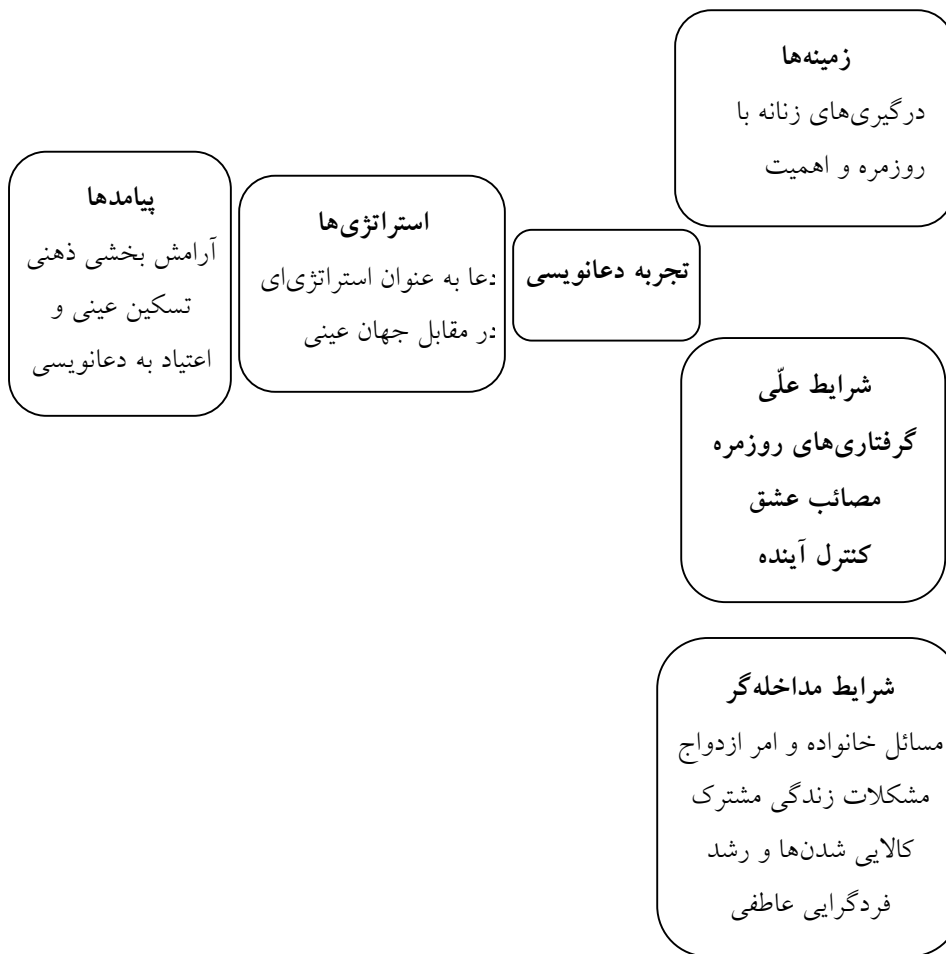 زمینه‌ها
درگیری‌های زنانه با
روزمره و اهمیت
تجربه دعانویسی
شرایط علّی
گرفتاری‌های روزمره
مصائب عشق
کنترل آینده
شرایط مداخله‌گر
مسائل خانواده و امر ازدواج
مشکلات زندگی مشترک
کالایی شدن‌ها و رشد
فردگرایی عاطفی
استراتژی‌ها
دعا به عنوان استراتژی‌ای
در مقابل جهان عینی
پیامدها
آرامش بخشی ذهنی
تسکین عینی و
اعتیاد به دعانویسی